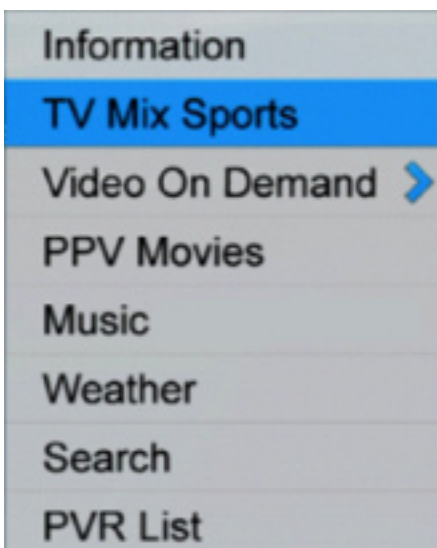 Information
TV Mix Sports
Video On Demand
PPV Movies
Music
Weather
Search
PVR List